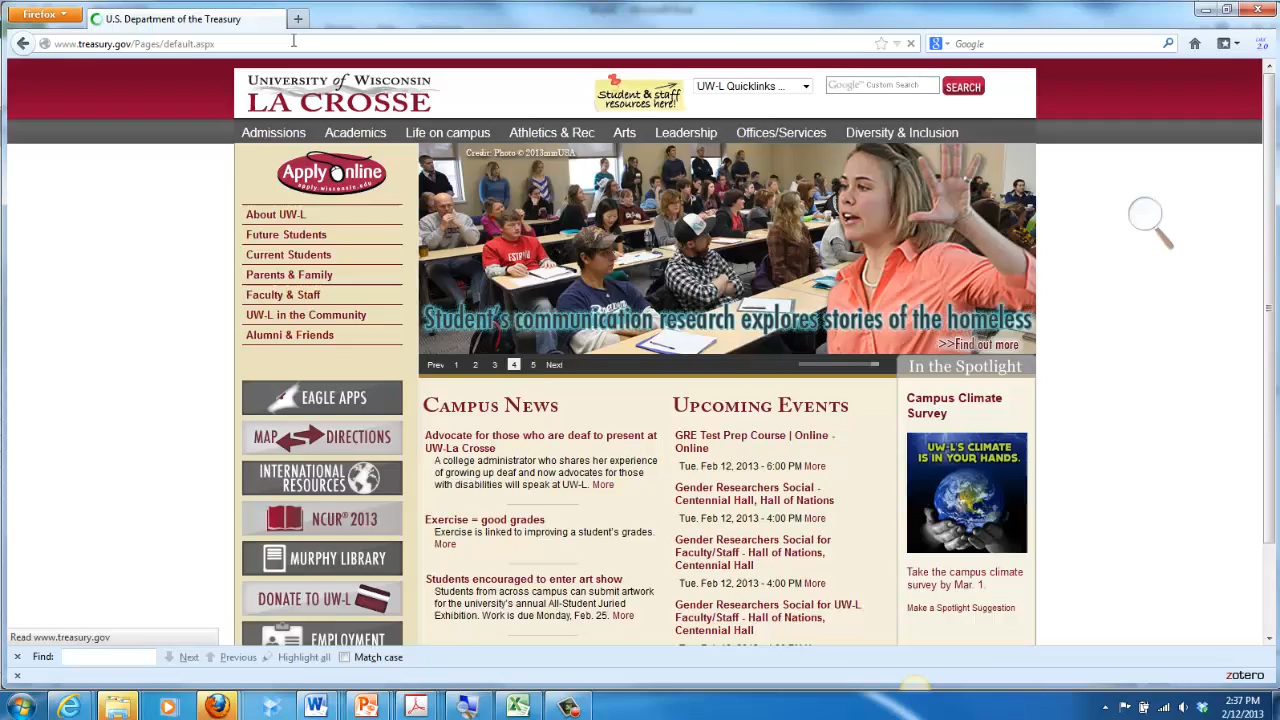 Firefox
U.S. Department of the Treasury
www.treasury.gov/Pages/default.aspx
Google
UNIVERSITY of WISCONSIN
LA CROSSE
Student & staff
resources here!
UW-L Quicklinks ...
Google™ Custom Search
SEARCH
Admissions Academics Life on campus Athletics & Rec Arts Leadership Offices/Services Diversity & Inclusion
Apply Online
apply.wisconsin.edu
About UW-L
Future Students
Current Students
Parents & Family
Faculty & Staff
UW-L in the Community
Alumni & Friends
EAGLE APPS
MAP DIRECTIONS
INTERNATIONAL
RESOURCES
NCUR® 2013
MURPHY LIBRARY
DONATE TO UW-L
EMPLOYMENT
Student's communication research explores stories of the homeless
>>Find out more
Prev 1 2 3 4 5 Next
In the Spotlight
CAMPUS NEWS
Advocate for those who are deaf to present at
UW-La Crosse
A college administrator who shares her experience
of growing up deaf and now advocates for those
with disabilities will speak at UW-L. More
Exercise = good grades
Exercise is linked to improving a student's grades.
More
Students encouraged to enter art show
Students from across campus can submit artwork
for the university's annual All-Student Juried
Exhibition. Work is due Monday, Feb. 25. More
UPCOMING EVENTS
GRE Test Prep Course | Online -
Online
Tue. Feb 12, 2013 - 6:00 PM More
Gender Researchers Social -
Centennial Hall, Hall of Nations
Tue. Feb 12, 2013 - 4:00 PM More
Gender Researchers Social for
Faculty/Staff - Hall of Nations,
Centennial Hall
Tue. Feb 12, 2013 - 4:00 PM More
Gender Researchers Social for UW-L
Campus Faculty/Staff - Hall of Nations,
Centennial Hall
Campus Climate
Survey
UW-L'S CLIMATE
IS IN YOUR HANDS.
Take the campus climate
survey by Mar. 1.
Make a Spotlight Suggestion
Read www.treasury.gov
Find: Next Previous Highlight all Match case
zotero
2:37 PM
2/12/2013